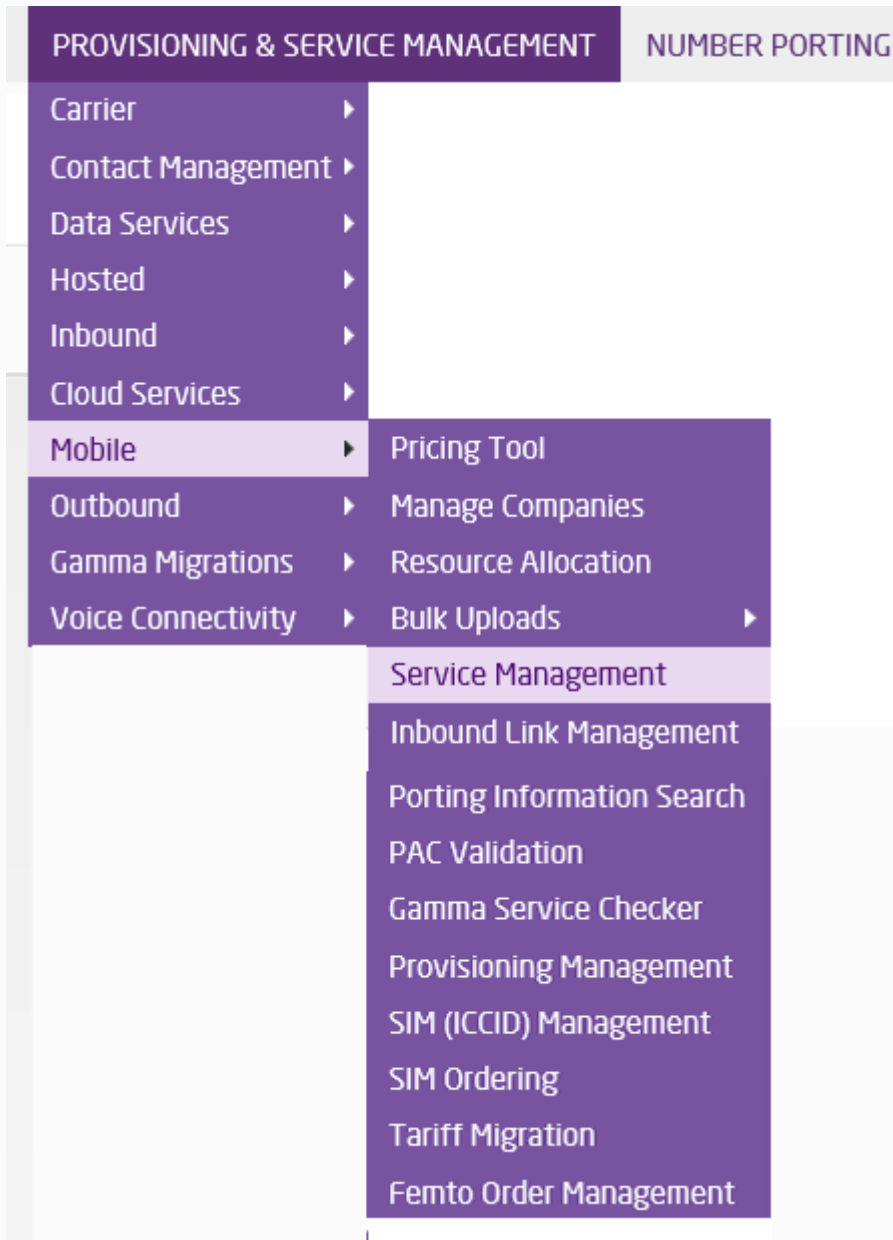 PROVISIONING & SERVICE MANAGEMENT
NUMBER PORTING
Carrier
Contact Management
Data Services
Hosted
Inbound
Cloud Services
Mobile
Outbound
Gamma Migrations
Voice Connectivity
Pricing Tool
Manage Companies
Resource Allocation
Bulk Uploads
Service Management
Inbound Link Management
Porting Information Search
PAC Validation
Gamma Service Checker
Provisioning Management
SIM (ICCID) Management
SIM Ordering
Tariff Migration
Femto Order Management